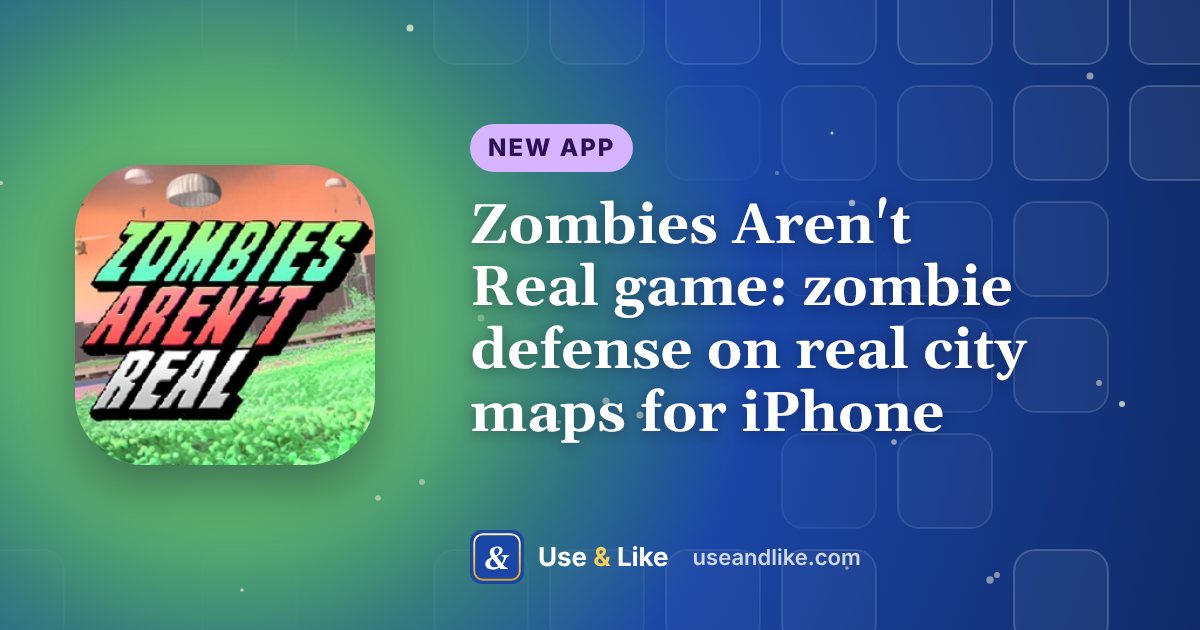 NEW APP
ZOMBIES
AREN'T
REAL
Zombies Aren't
Real game: zombie
defense on real city
maps for iPhone
& Use & Like useandlike.com